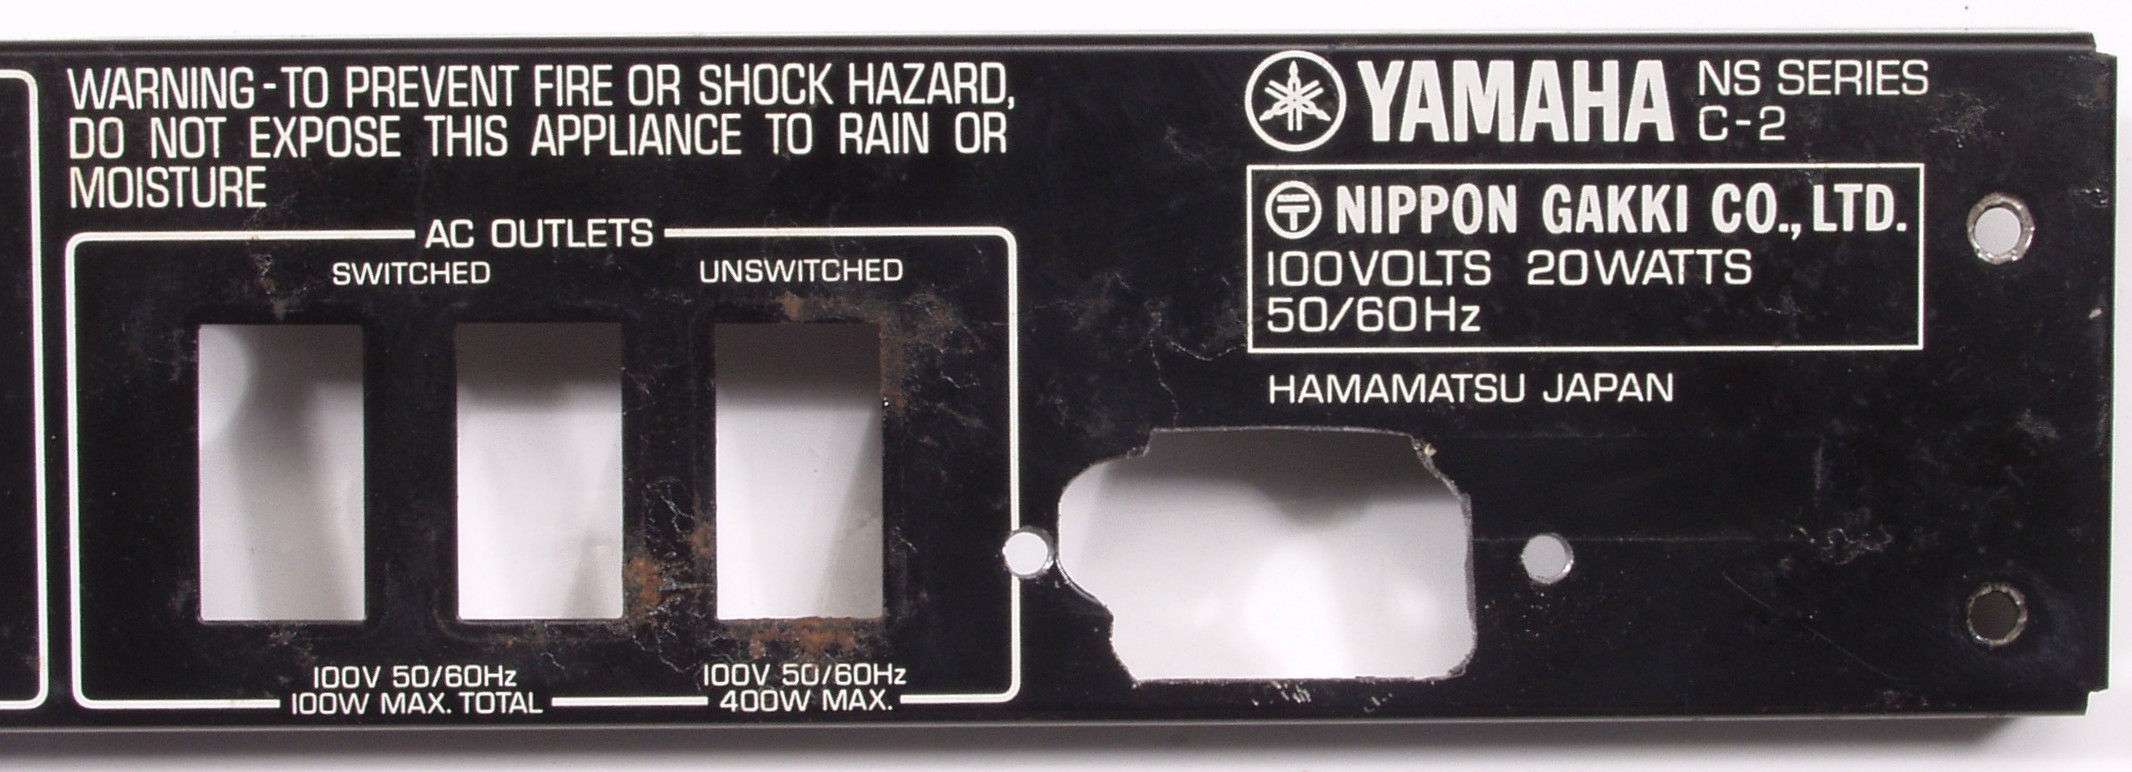 WARNING-TO PREVENT FIRE OR SHOCK HAZARD,
DO NOT EXPOSE THIS APPLIANCE TO RAIN OR
MOISTURE
AC OUTLETS
SWITCHED
UNSWITCHED
100V 50/60Hz
100W MAX. TOTAL
100V 50/60Hz
400W MAX.
YAMAHA
NS SERIES
C-2
NIPPON GAKKI CO., LTD.
100VOLTS 20WATTS
50/60Hz
HAMAMATSU JAPAN